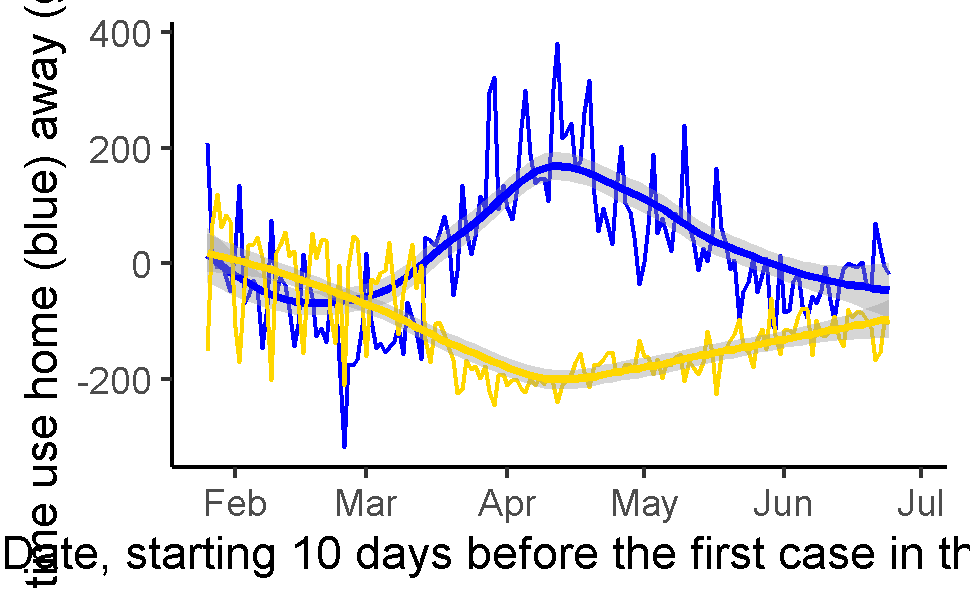 time use home (blue) away (
400
200
0
-200
Feb Mar Apr May Jun Jul
Date, starting 10 days before the first case in th